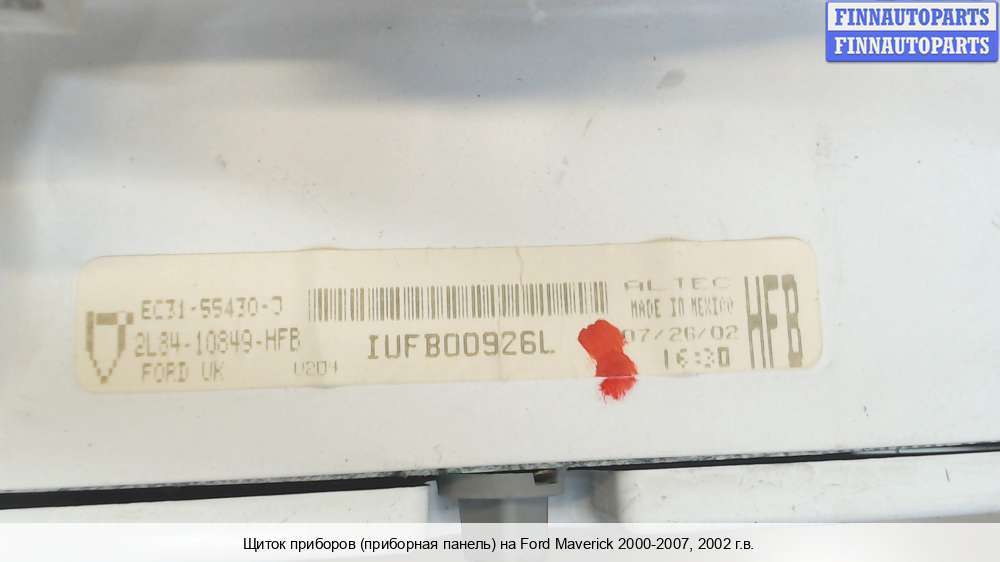 FINNAUTOPARTS
FINNAUTOPARTS
EC31-55430-J
2L84-10849-HFB
FORD UK U204
IUFB00926L
ALTEC
MADE IN MEXICO
07/26/02
16:30
HFB
Щиток приборов (приборная панель) на Ford Maverick 2000-2007, 2002 г.в.